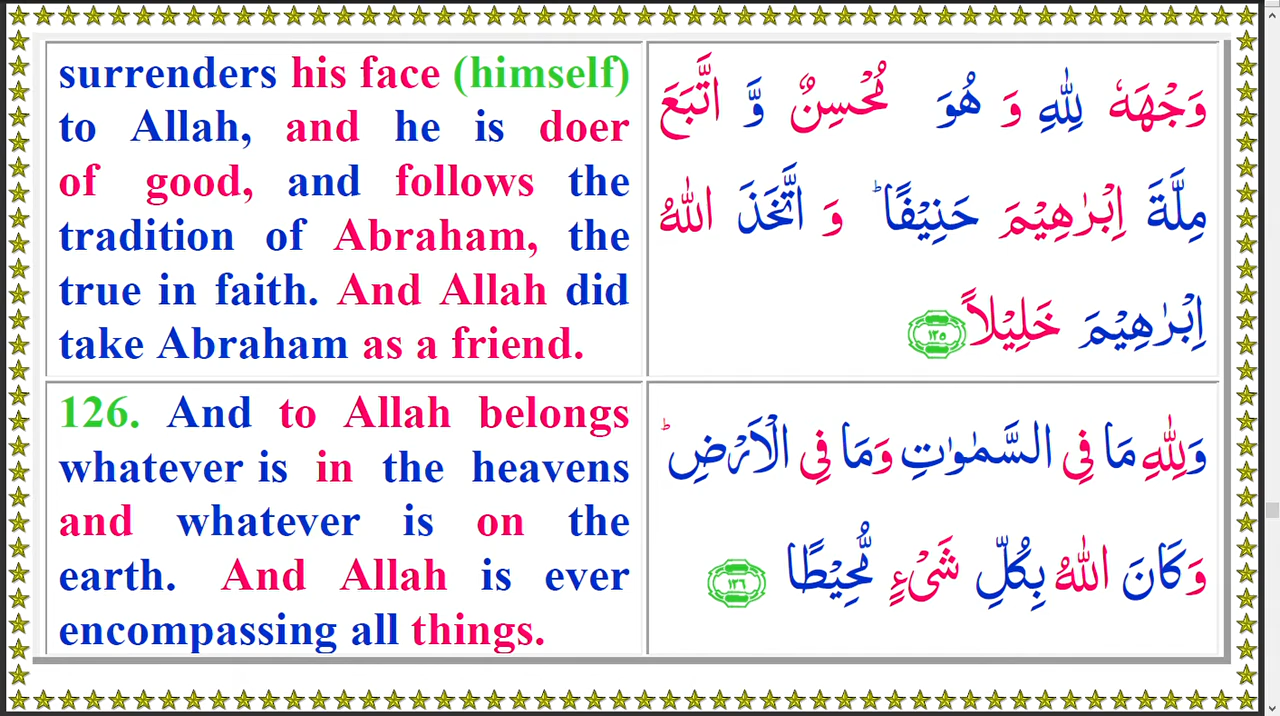 surrenders his face (himself)
to Allah, and he is doer
of good, and follows the
tradition of Abraham, the
true in faith. And Allah did
take Abraham as a friend.
وَجْهَهٗ لِلّٰهِ وَ هُوَ مُحْسِنٌ وَّ اتَّبَعَ
مِلَّةَ اِبْرٰهِيْمَ حَنِيْفًا ؕ وَ اتَّخَذَ اللّٰهُ
اِبْرٰهِيْمَ خَلِيْلاً ۝١٢٥
126. And to Allah belongs
whatever is in the heavens
and whatever is on the
earth. And Allah is ever
encompassing all things.
وَلِلّٰهِ مَا فِي السَّمٰوٰتِ وَمَا فِي الْاَرْضِ ؕ
وَكَانَ اللّٰهُ بِكُلِّ شَيْءٍ مُّحِيْطًا ۝١٢٦